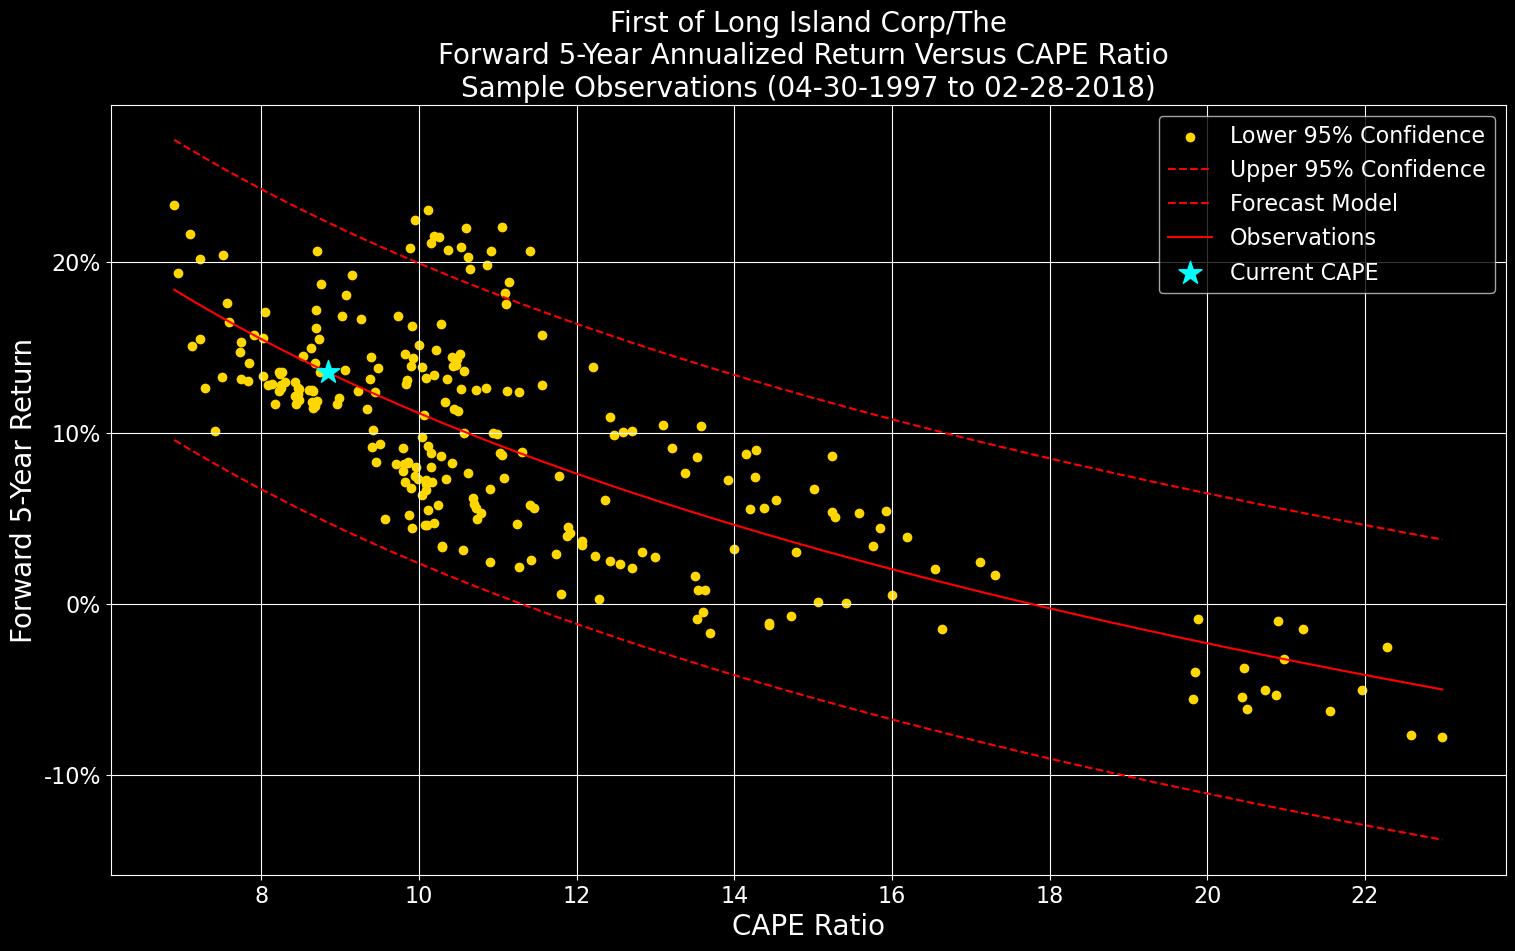 First of Long Island Corp/The
Forward 5-Year Annualized Return Versus CAPE Ratio
Sample Observations (04-30-1997 to 02-28-2018)
Lower 95% Confidence
Upper 95% Confidence
Forecast Model
Observations
Current CAPE
Forward 5-Year Return
20%
10%
0%
-10%
8 10 12 14 16 18 20 22
CAPE Ratio